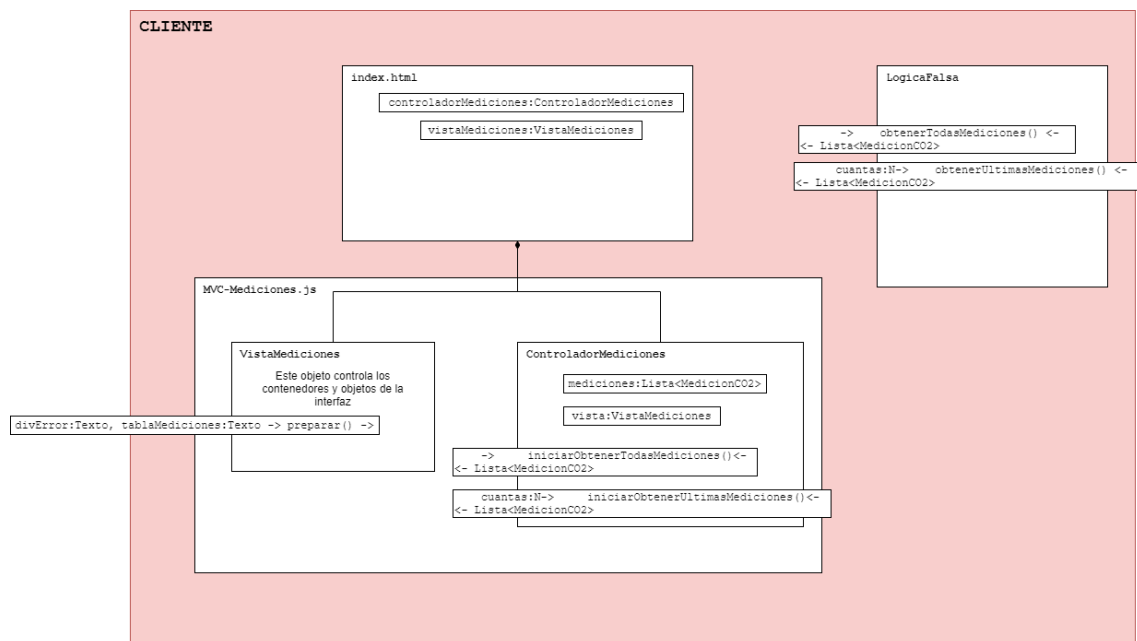 CLIENTE
index.html
controladorMediciones:ControladorMediciones
vistaMediciones:VistaMediciones
LogicaFalsa
-> obtenerTodasMediciones() <-
<- Lista<MedicionCO2>
cuantas:N-> obtenerUltimasMediciones() <-
<- Lista<MedicionCO2>
MVC-Mediciones.js
VistaMediciones
Este objeto controla los
contenedores y objetos de la
interfaz
divError:Texto, tablaMediciones:Texto -> preparar() ->
ControladorMediciones
mediciones:Lista<MedicionCO2>
vista:VistaMediciones
-> iniciarObtenerTodasMediciones()<-
<- Lista<MedicionCO2>
cuantas:N-> iniciarObtenerUltimasMediciones()<-
<- Lista<MedicionCO2>